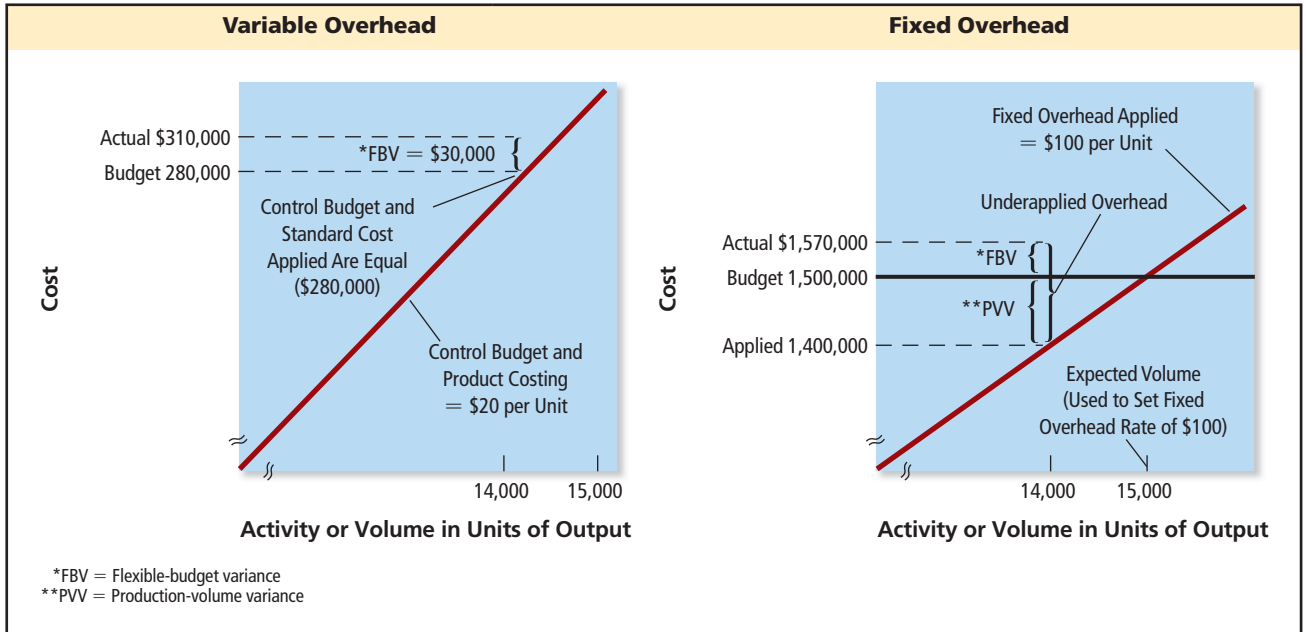 Variable Overhead
Fixed Overhead
Cost
Actual $310,000
Budget 280,000
*FBV = $30,000
Control Budget and
Standard Cost
Applied Are Equal
($280,000)
Control Budget and
Product Costing
= $20 per Unit
14,000
15,000
Activity or Volume in Units of Output
Cost
Fixed Overhead Applied
= $100 per Unit
Underapplied Overhead
Actual $1,570,000
*FBV
Budget 1,500,000
**PVV
Applied 1,400,000
Expected Volume
(Used to Set Fixed
Overhead Rate of $100)
14,000
15,000
Activity or Volume in Units of Output
*FBV = Flexible-budget variance
**PVV = Production-volume variance